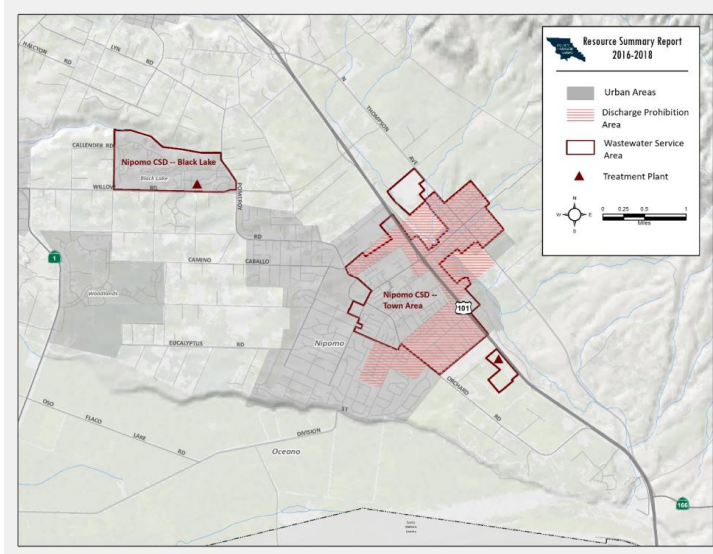 Resource Summary Report
2016-2018
Urban Areas
Discharge Prohibition
Area
Wastewater Service
Area
Treatment Plant
N
W
E
S
0 0.25 0.5 1
Miles
HALCYON
RD
LYN
RD
N
THOMPSON
AVE
CALLENDER RD
Nipomo CSD -- Black Lake
Black Lake
WILLOW
RD
POMEROY
RD
1
CAMINO
CABALLO
Woodlands
Nipomo CSD --
Town Area
101
EUCALYPTUS
RD
Nipomo
ORCHARD
RD
OSO
FLACO
LAKE
RD
DIVISION
ST
Oceano
166